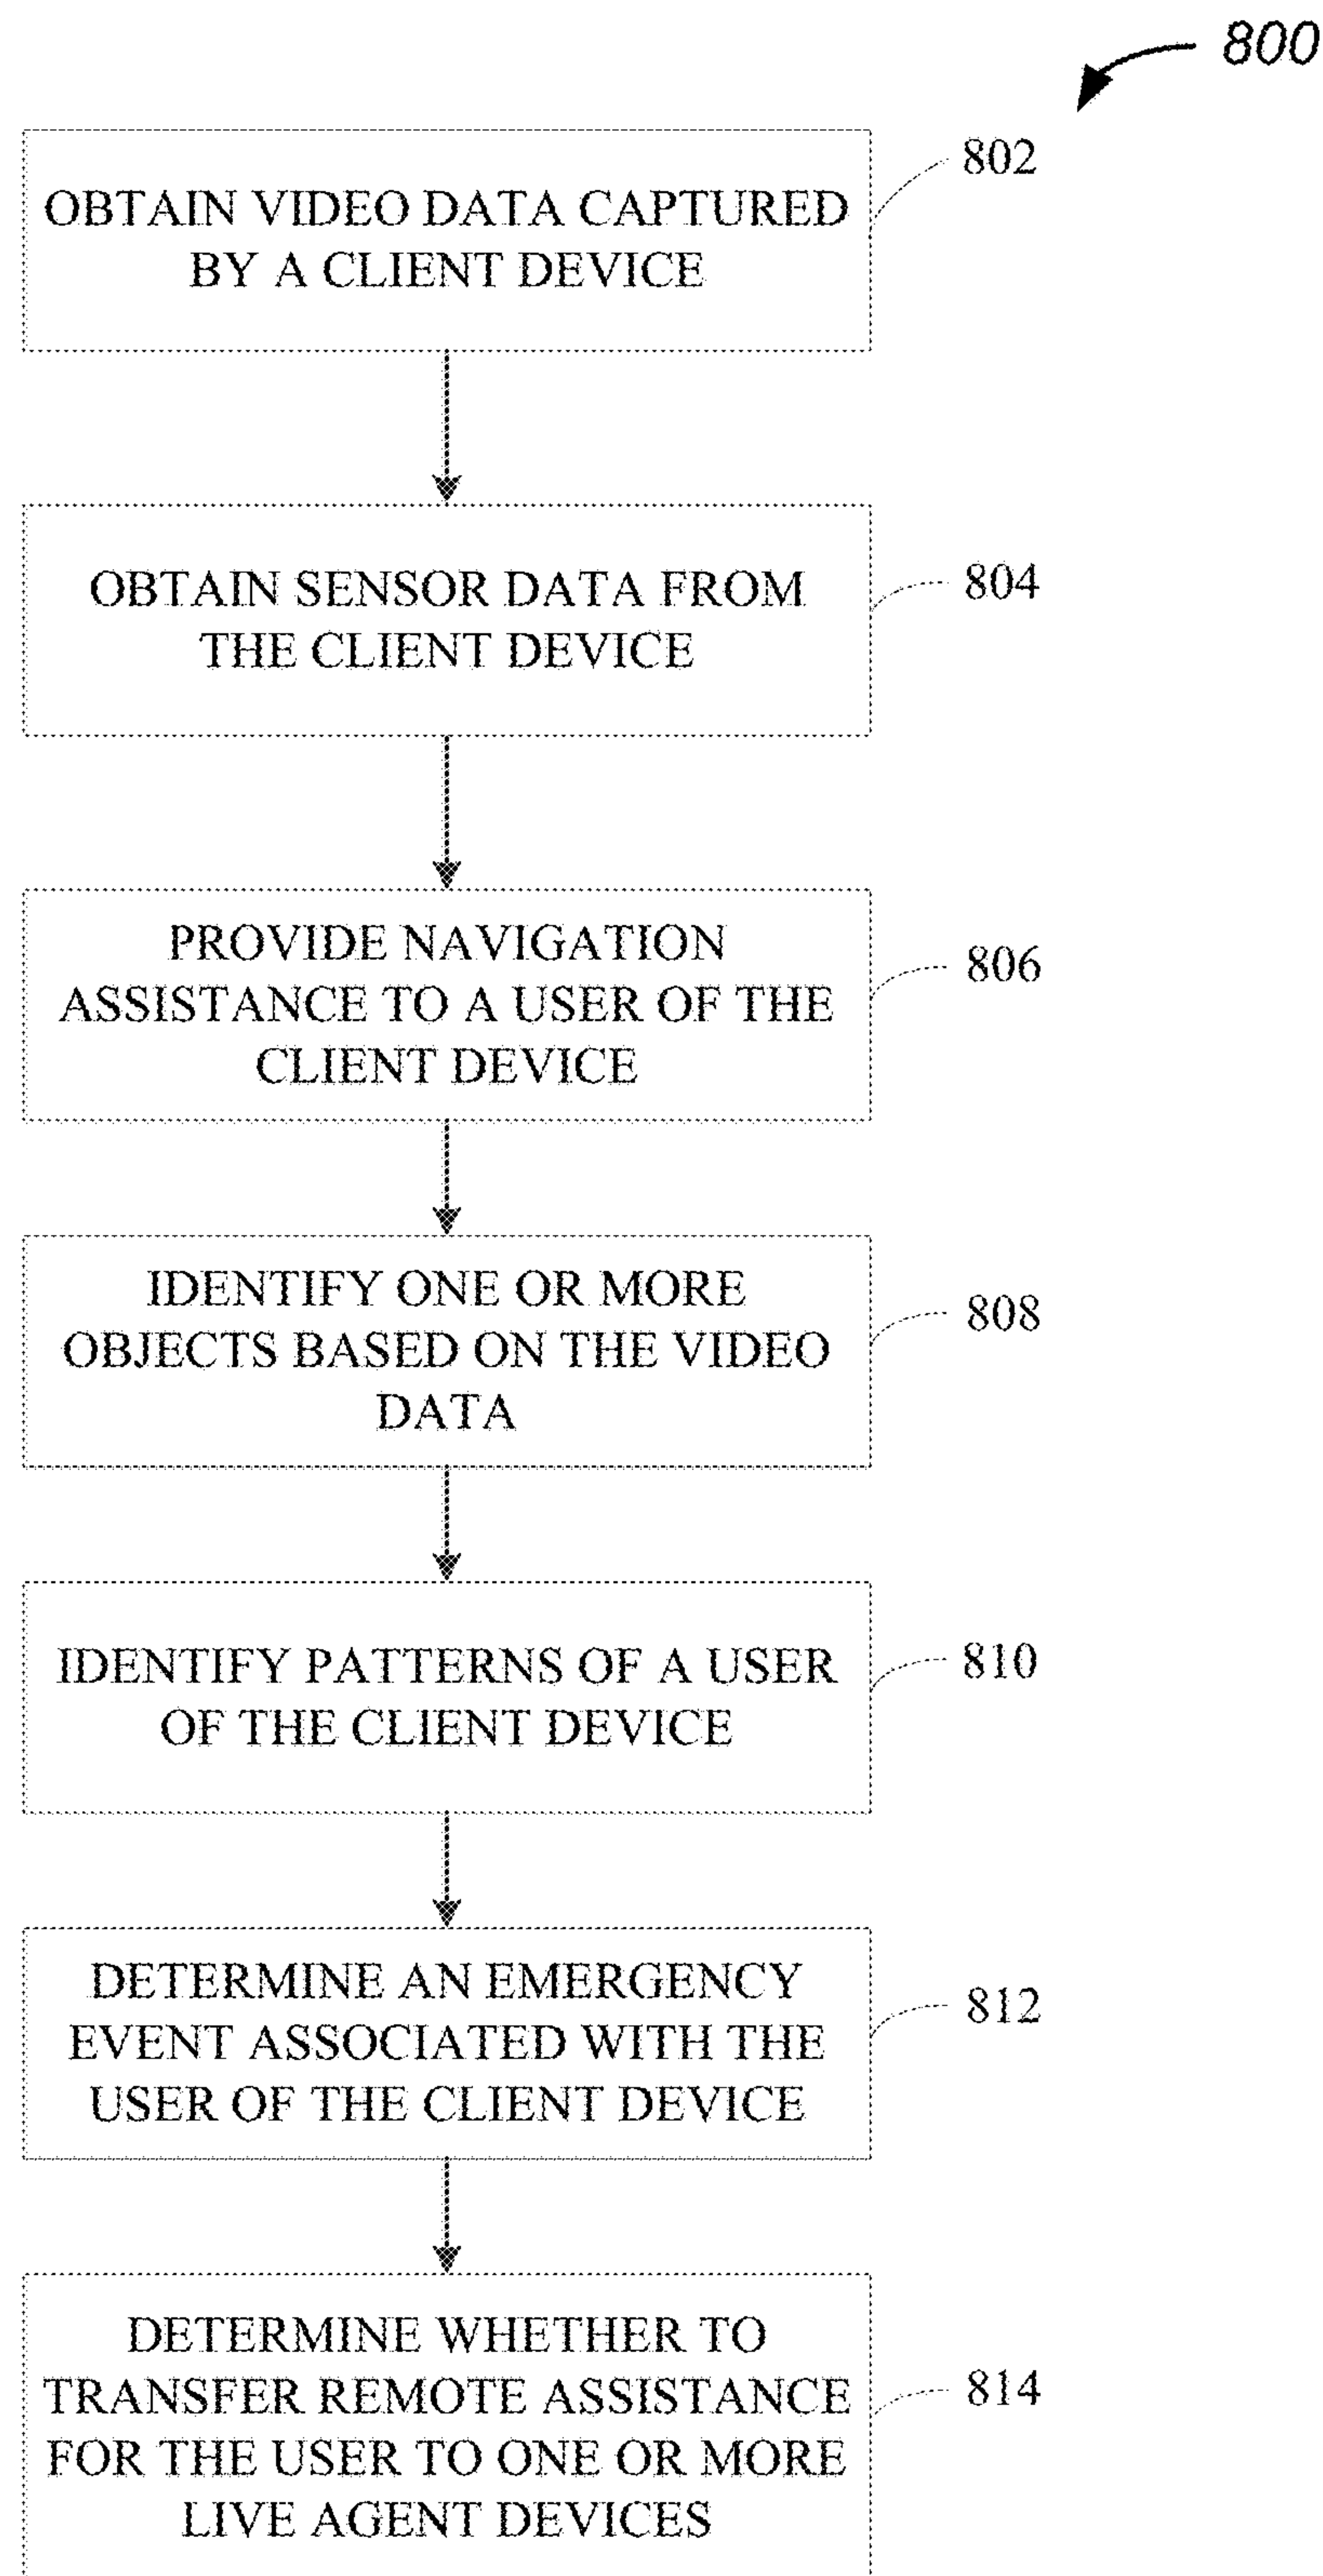 800
OBTAIN VIDEO DATA CAPTURED
BY A CLIENT DEVICE
802
OBTAIN SENSOR DATA FROM
THE CLIENT DEVICE
804
PROVIDE NAVIGATION
ASSISTANCE TO A USER OF THE
CLIENT DEVICE
806
IDENTIFY ONE OR MORE
OBJECTS BASED ON THE VIDEO
DATA
808
IDENTIFY PATTERNS OF A USER
OF THE CLIENT DEVICE
810
DETERMINE AN EMERGENCY
EVENT ASSOCIATED WITH THE
USER OF THE CLIENT DEVICE
812
DETERMINE WHETHER TO
TRANSFER REMOTE ASSISTANCE
FOR THE USER TO ONE OR MORE
LIVE AGENT DEVICES
814